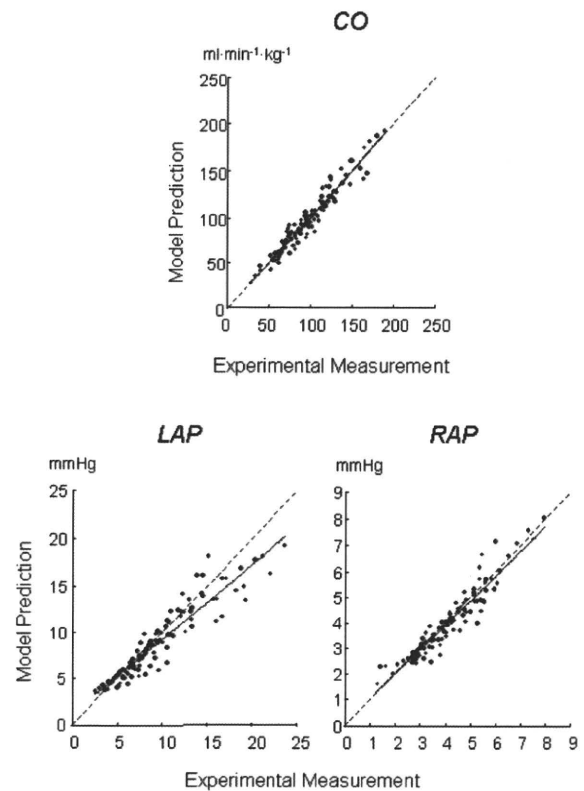 CO
ml·min-1·kg-1
250
200
150
100
50
0
Model Prediction
0 50 100 150 200 250
Experimental Measurement
LAP
mmHg
25
20
15
10
5
0
Model Prediction
0 5 10 15 20 25
RAP
mmHg
9
8
7
6
5
4
3
2
1
0
0 1 2 3 4 5 6 7 8 9
Experimental Measurement